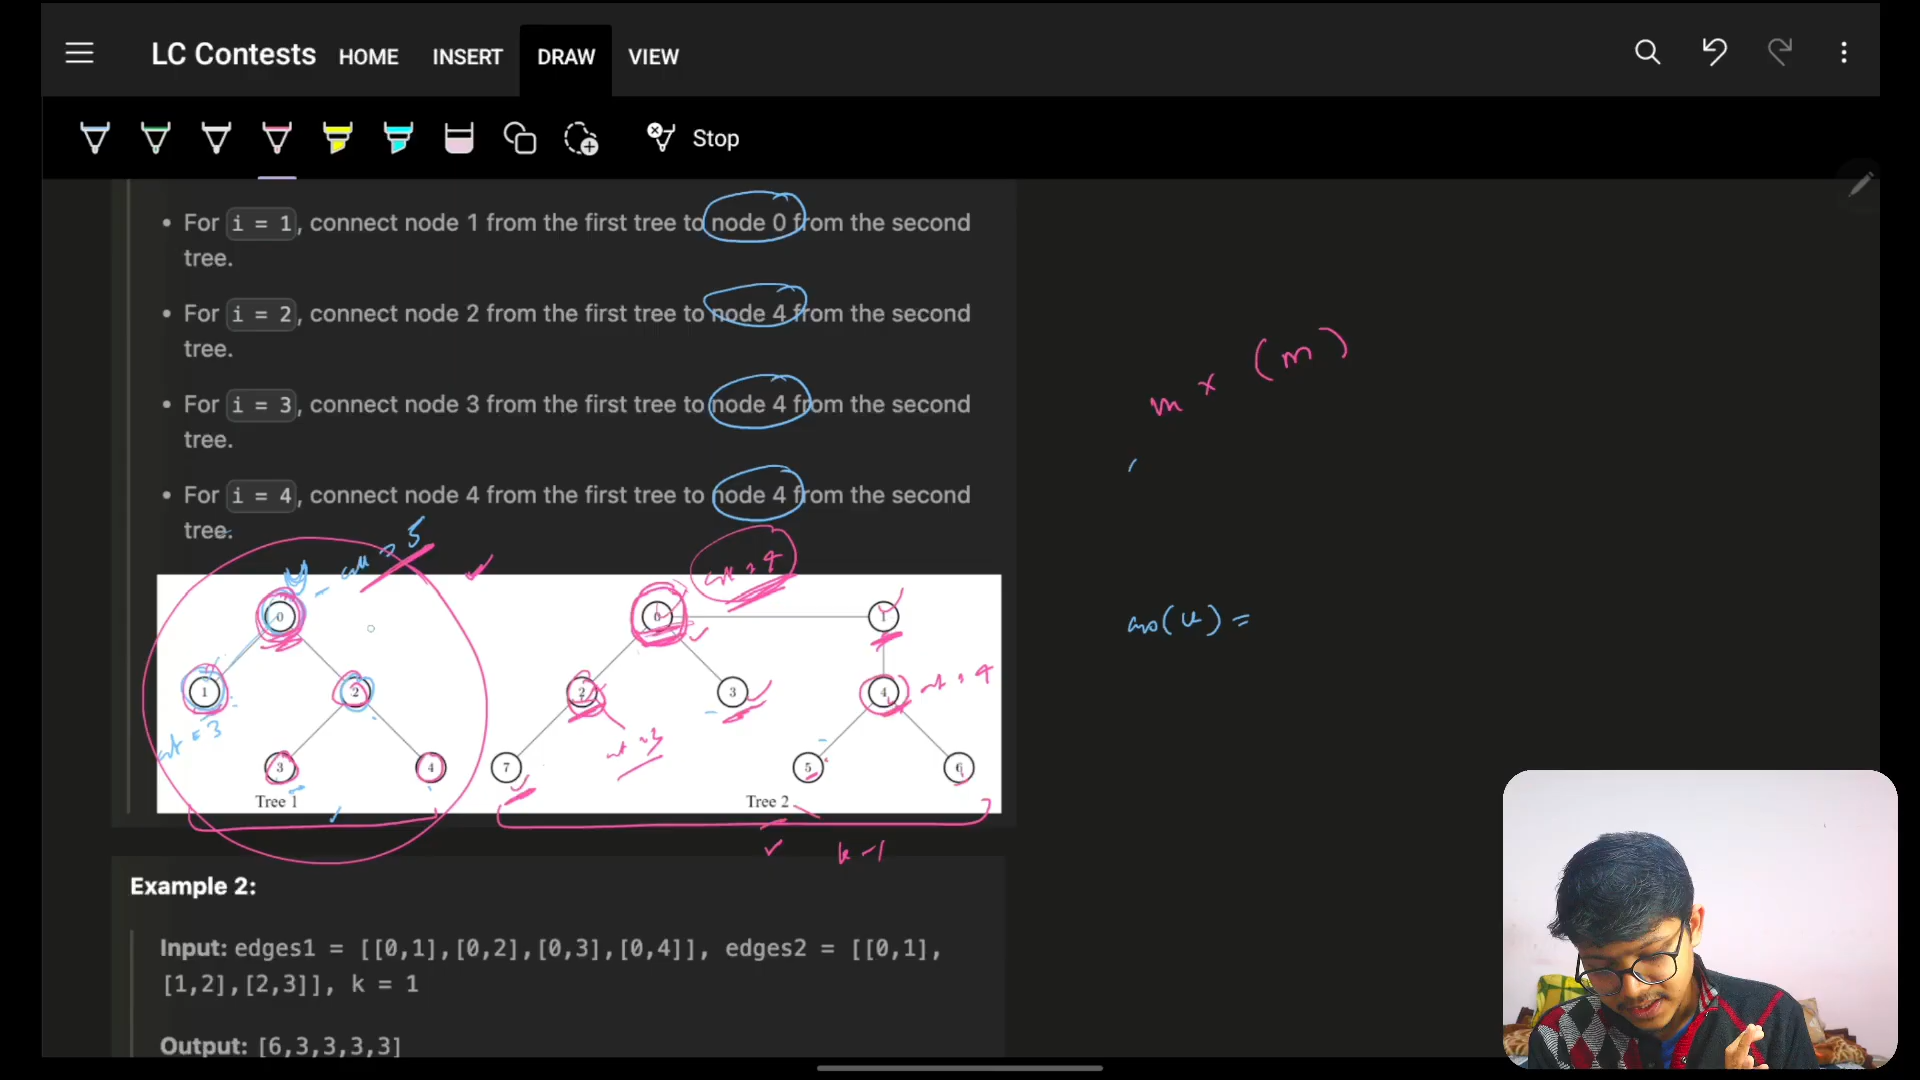 LC Contests HOME INSERT DRAW VIEW
Stop
• For i = 1, connect node 1 from the first tree to node 0 from the second
tree.
• For i = 2, connect node 2 from the first tree to node 4 from the second
tree.
• For i = 3, connect node 3 from the first tree to node 4 from the second
tree.
• For i = 4, connect node 4 from the first tree to node 4 from the second
tree.
m × (m)
5
0 0 1
1 2 2 3 4
3 4 7 5 6
Tree 1 Tree 2
k-1
ans(u) =
Example 2:
Input: edges1 = [[0,1],[0,2],[0,3],[0,4]], edges2 = [[0,1],
[1,2],[2,3]], k = 1
Output: [6,3,3,3,3]